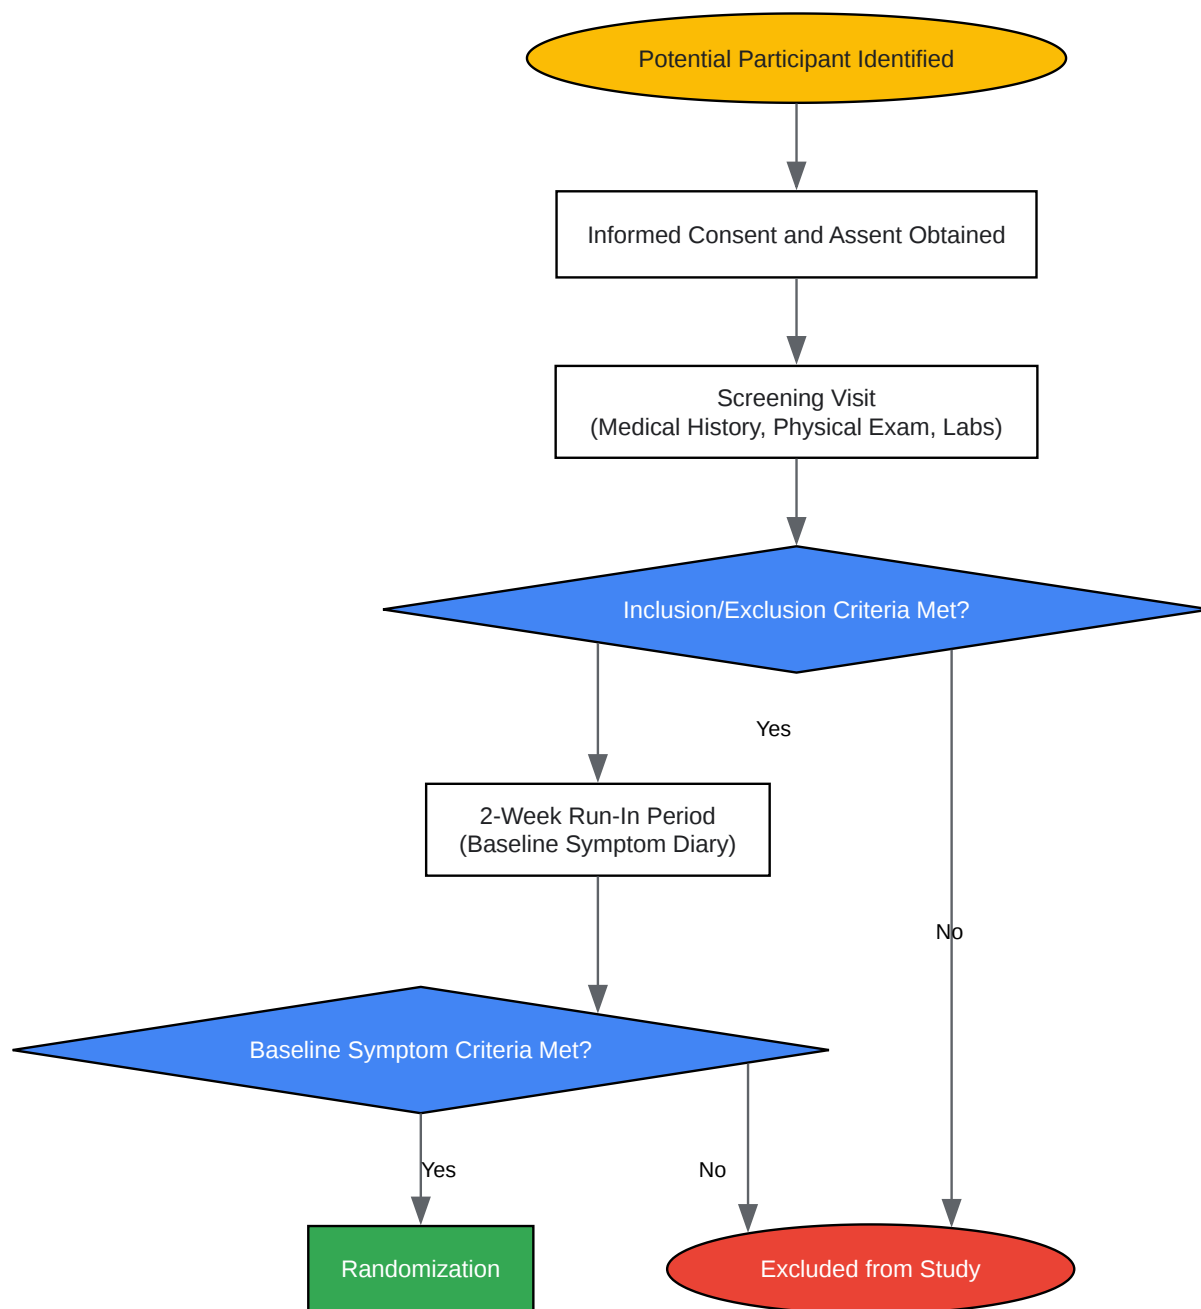 Potential Participant Identified
Informed Consent and Assent Obtained
Screening Visit
(Medical History, Physical Exam, Labs)
Inclusion/Exclusion Criteria Met?
Yes
2-Week Run-In Period
(Baseline Symptom Diary)
No
Baseline Symptom Criteria Met?
Yes
No
Randomization
Excluded from Study